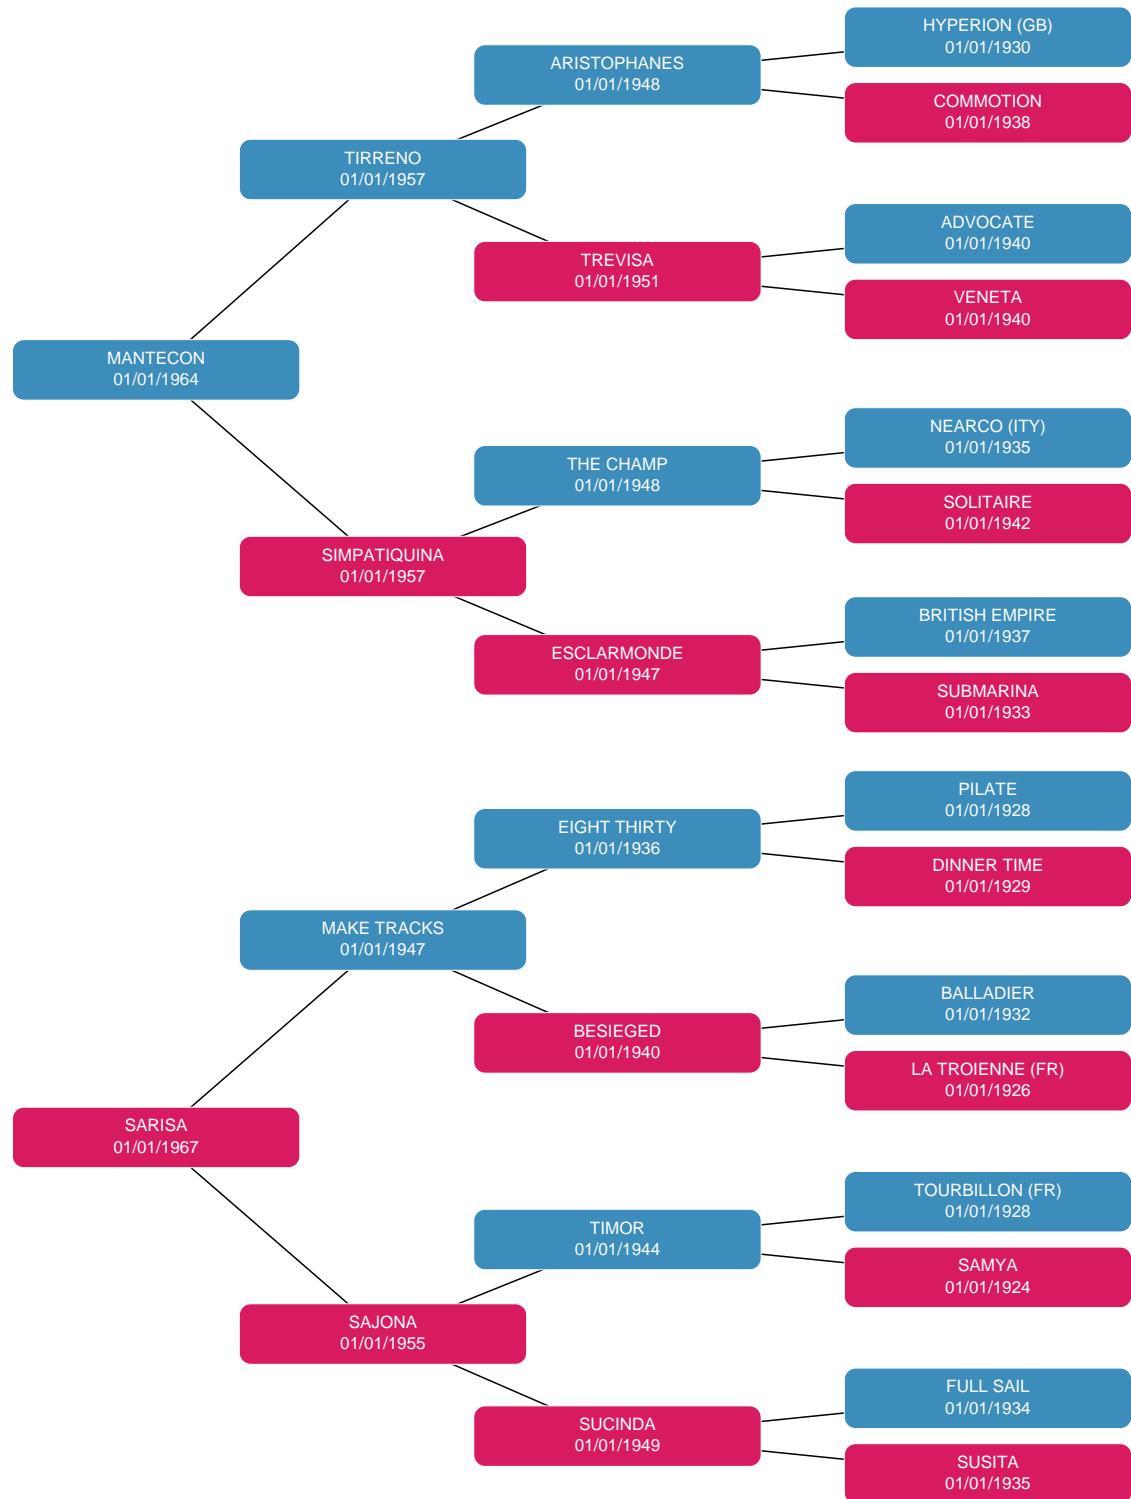 HYPERION (GB)
01/01/1930
ARISTOPHANES
01/01/1948
COMMOTION
01/01/1938
TIRRENO
01/01/1957
ADVOCATE
01/01/1940
TREVISA
01/01/1951
VENETA
01/01/1940
MANTECON
01/01/1964
NEARCO (ITY)
01/01/1935
THE CHAMP
01/01/1948
SOLITAIRE
01/01/1942
SIMPATIQUINA
01/01/1957
BRITISH EMPIRE
01/01/1937
ESCLARMONDE
01/01/1947
SUBMARINA
01/01/1933
PILATE
01/01/1928
EIGHT THIRTY
01/01/1936
DINNER TIME
01/01/1929
MAKE TRACKS
01/01/1947
BALLADIER
01/01/1932
BESIEGED
01/01/1940
LA TROIENNE (FR)
01/01/1926
SARISA
01/01/1967
TOURBILLON (FR)
01/01/1928
TIMOR
01/01/1944
SAMYA
01/01/1924
SAJONA
01/01/1955
FULL SAIL
01/01/1934
SUCINDA
01/01/1949
SUSITA
01/01/1935